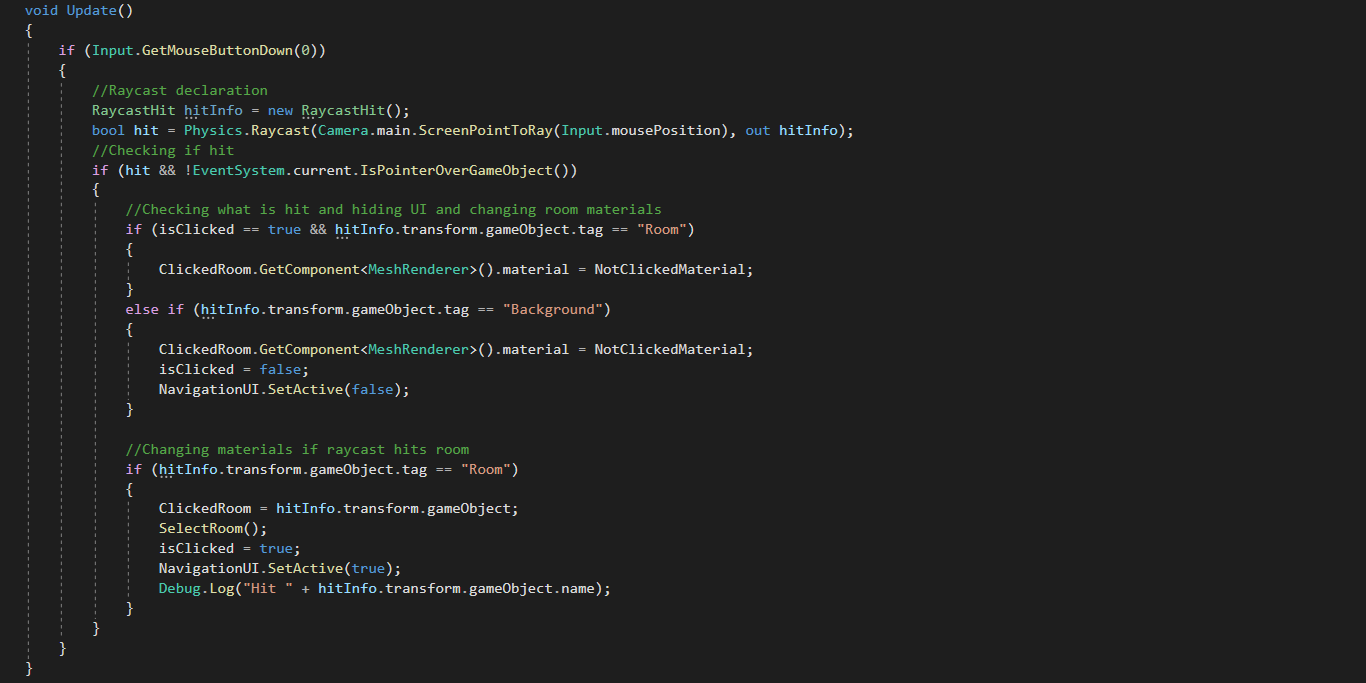 void Update()
{
    if (Input.GetMouseButtonDown(0))
    {
        //Raycast declaration
        RaycastHit hitInfo = new RaycastHit();
        bool hit = Physics.Raycast(Camera.main.ScreenPointToRay(Input.mousePosition), out hitInfo);
        //Checking if hit
        if (hit && !EventSystem.current.IsPointerOverGameObject())
        {
            //Checking what is hit and hiding UI and changing room materials
            if (isClicked == true && hitInfo.transform.gameObject.tag == "Room")
            {
                ClickedRoom.GetComponent<MeshRenderer>().material = NotClickedMaterial;
            }
            else if (hitInfo.transform.gameObject.tag == "Background")
            {
                ClickedRoom.GetComponent<MeshRenderer>().material = NotClickedMaterial;
                isClicked = false;
                NavigationUI.SetActive(false);
            }

            //Changing materials if raycast hits room
            if (hitInfo.transform.gameObject.tag == "Room")
            {
                ClickedRoom = hitInfo.transform.gameObject;
                SelectRoom();
                isClicked = true;
                NavigationUI.SetActive(true);
                Debug.Log("Hit " + hitInfo.transform.gameObject.name);
            }
        }
    }
}